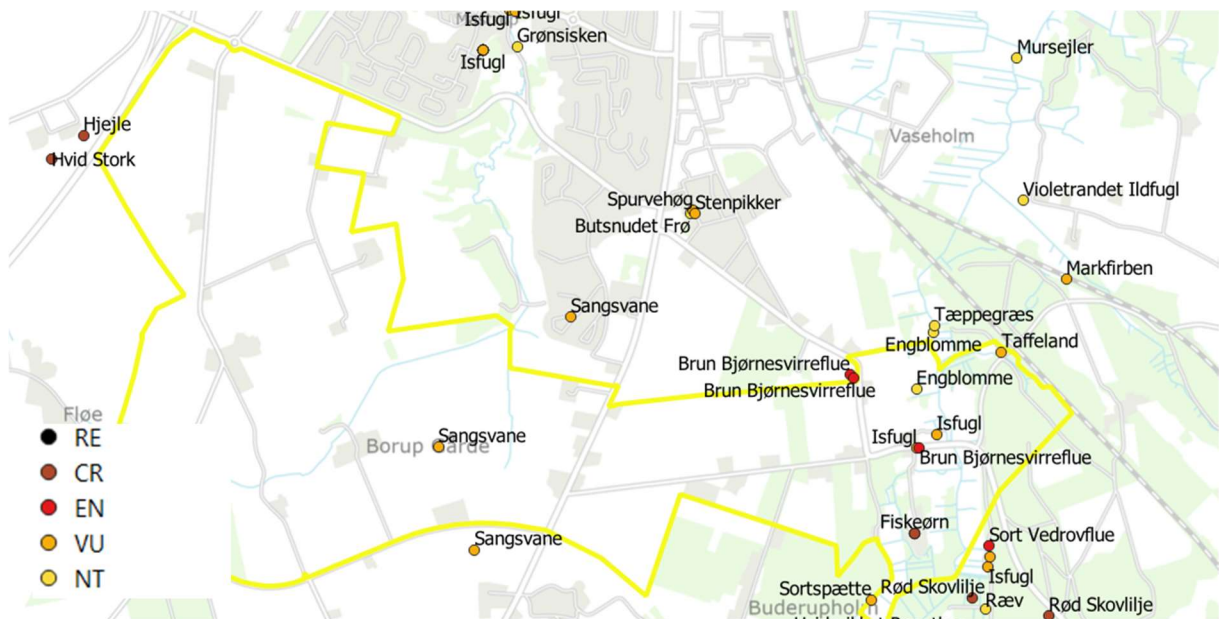 Isfugl
Isfugl
Grønsisken
Isfugl
Mursejler
Hjejle
Hvid Stork
Vaseholm
Violetrandet Ildfugl
Spurvehøg
Stenpikker
Butsnudet Frø
Markfirben
Sangsvane
Tæppegræs
Engblomme
Taffeland
Brun Bjørnesvirreflue
Brun Bjørnesvirreflue
Engblomme
Fløe
Sangsvane
Borup Gårde
Isfugl
Isfugl
Brun Bjørnesvirreflue
RE
CR
EN
VU
NT
Fiskeørn
Sangsvane
Sort Vedrovflue
Isfugl
Sortspætte
Rød Skovlilje
Ræv
Rød Skovlilje
Buderupholm